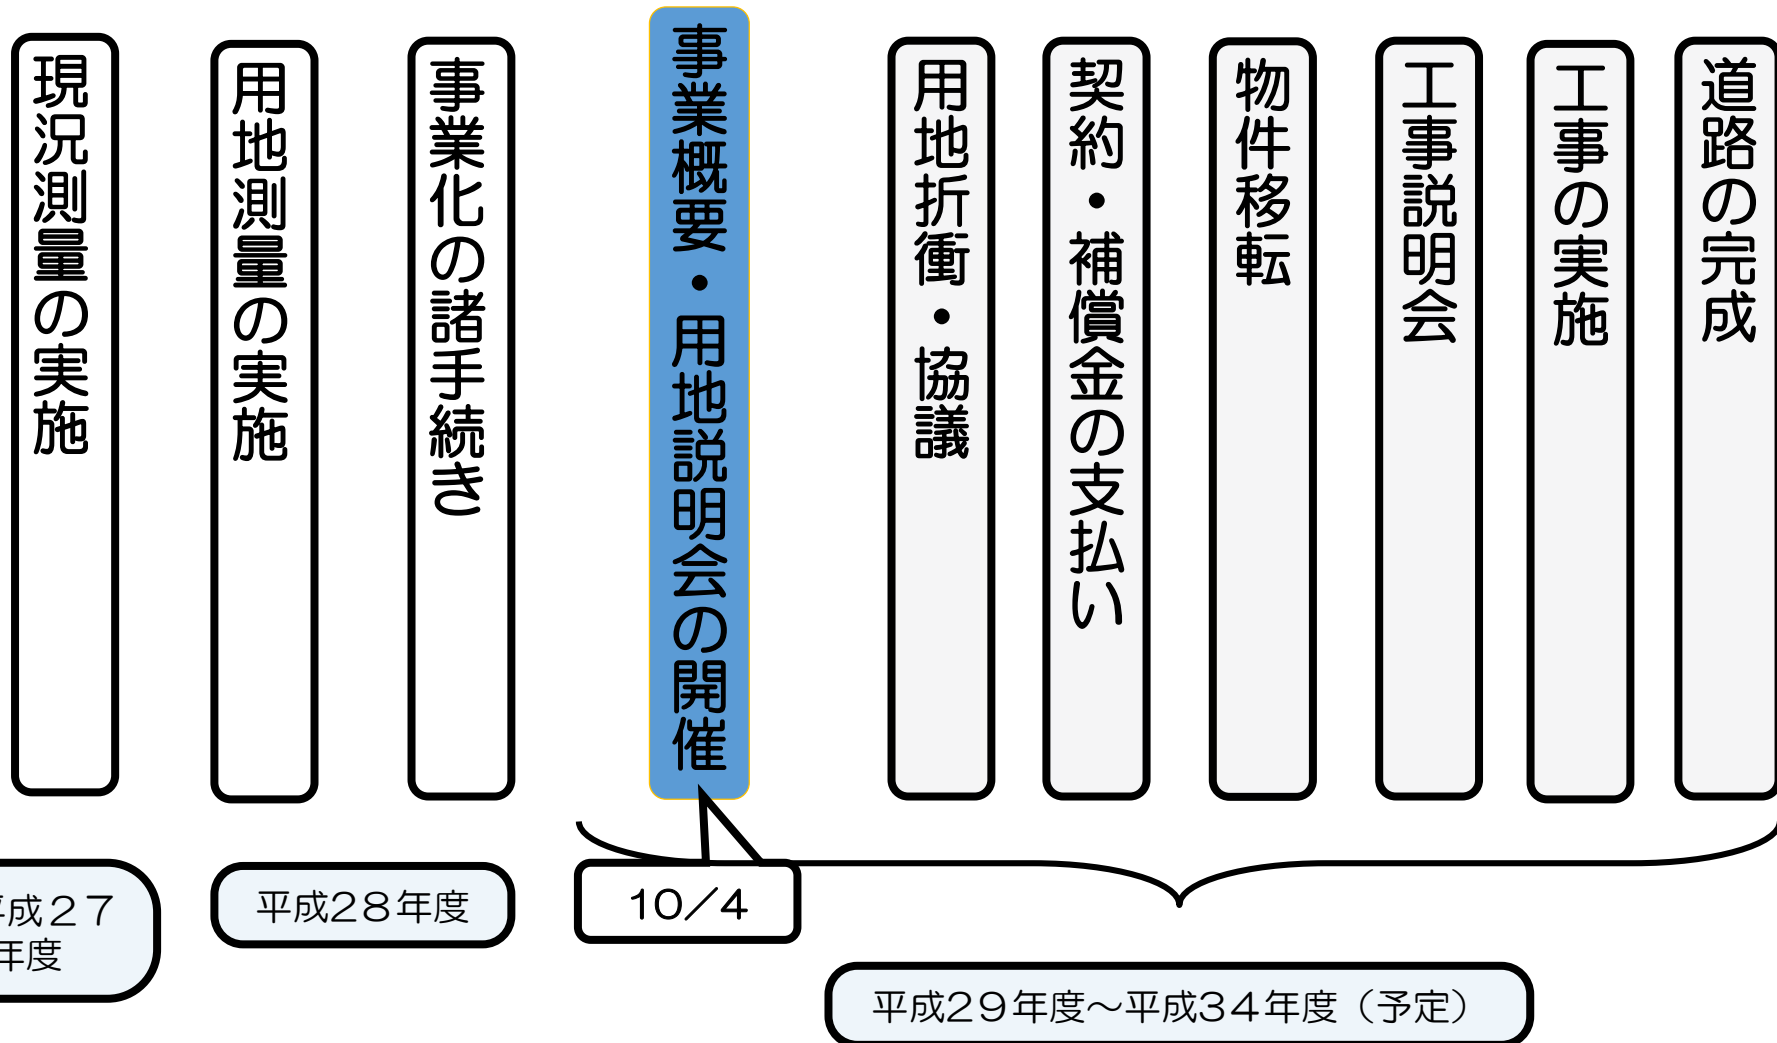 現況測量の実施
用地測量の実施
事業化の諸手続き
事業概要・用地説明会の開催
用地折衝・協議
契約・補償金の支払い
物件移転
工事説明会
工事の実施
道路の完成
成27
年度
平成28年度
10/4
平成29年度~平成34年度(予定)